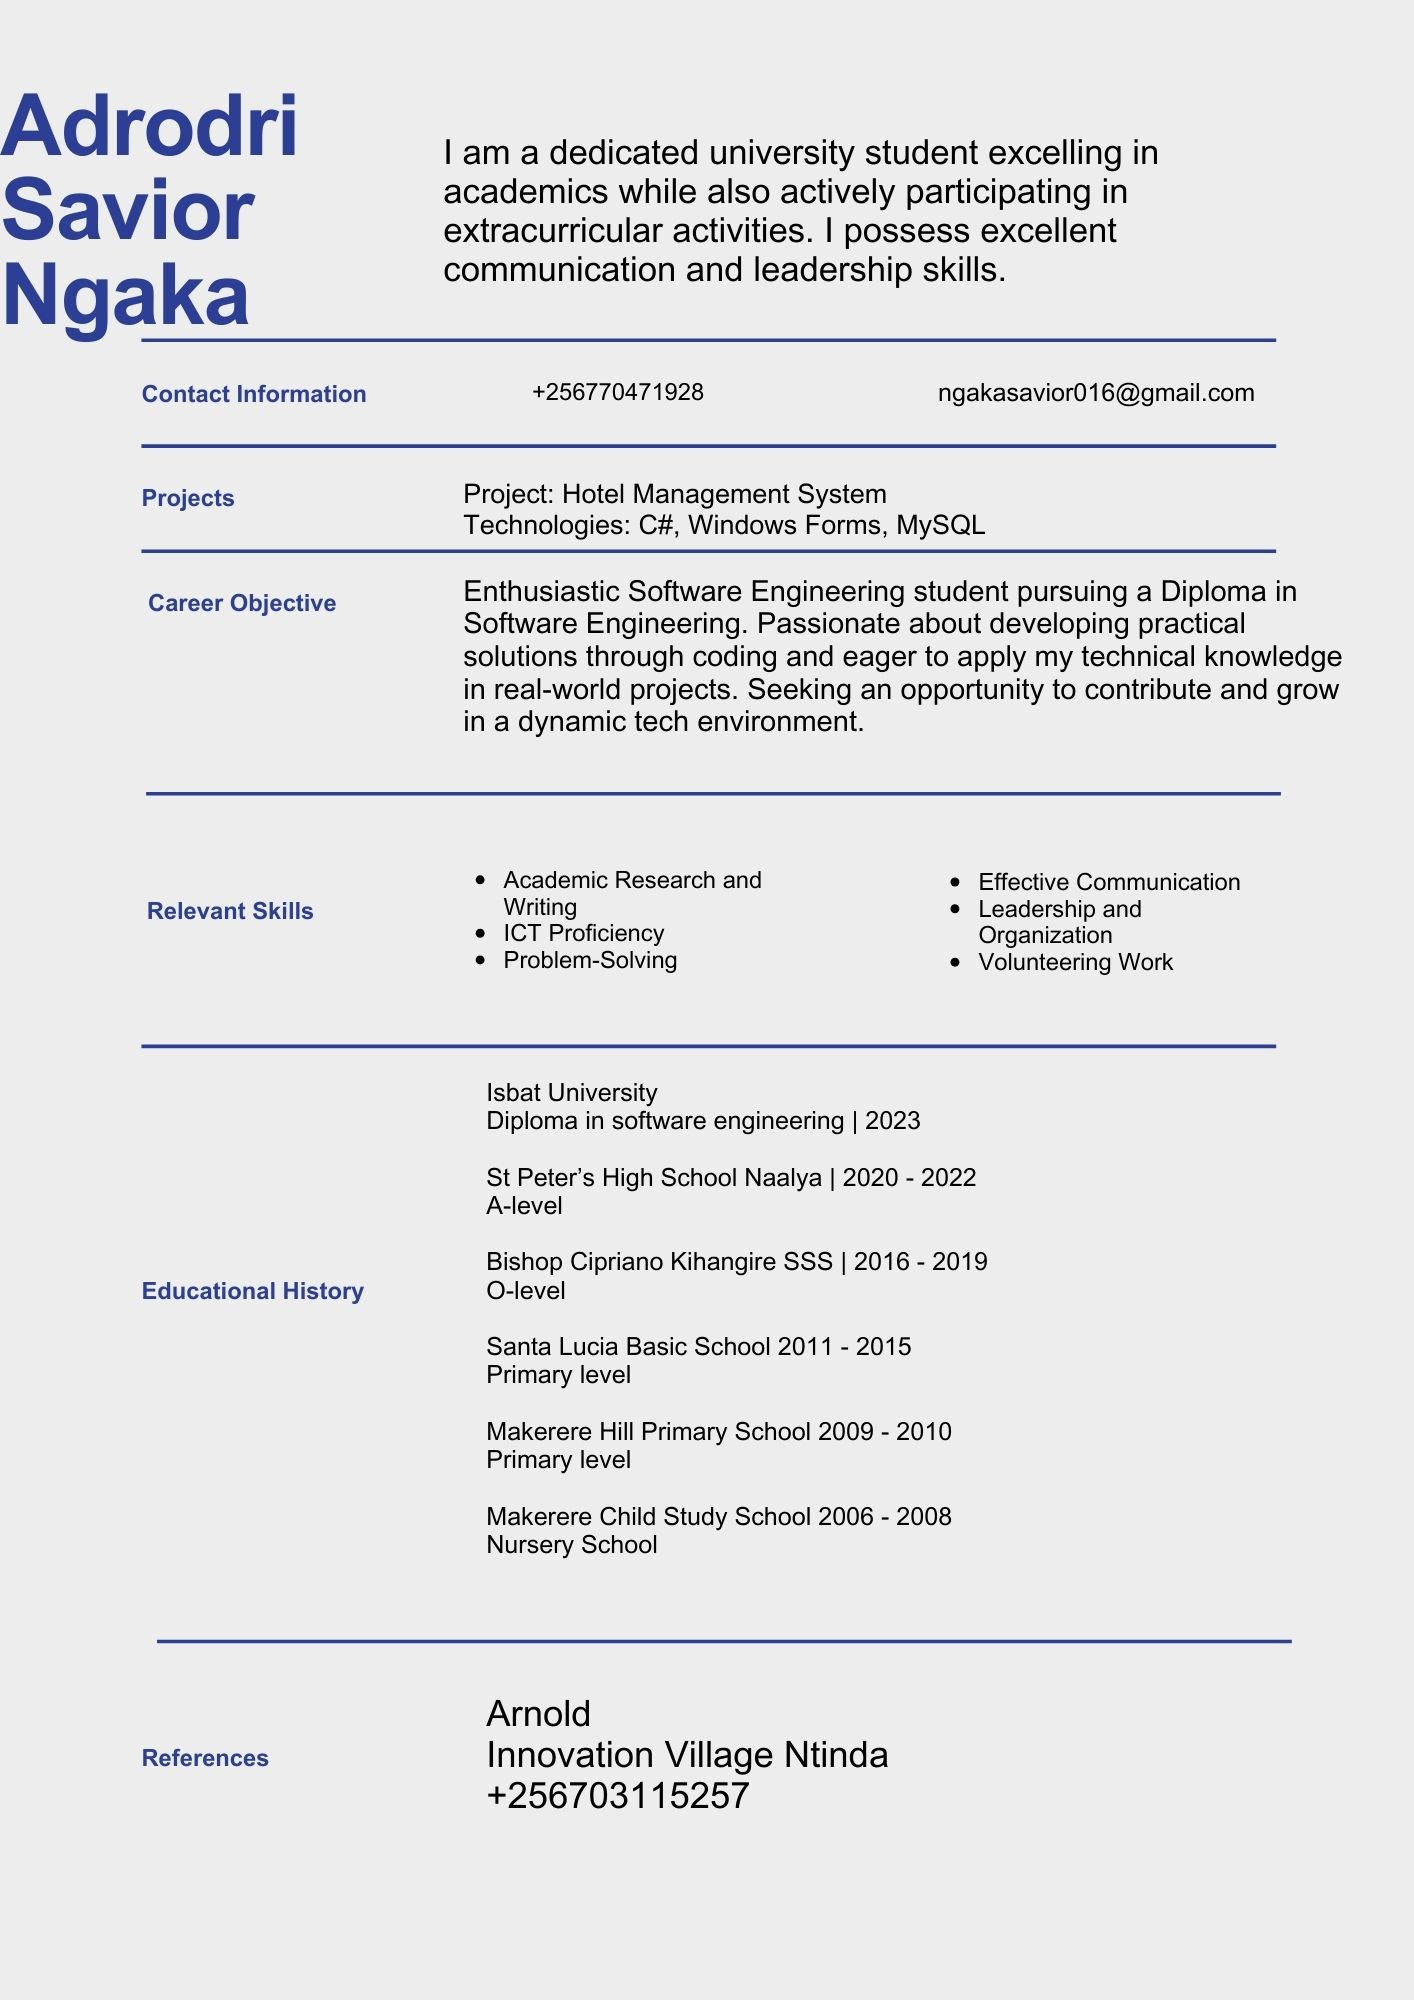 Adrodri
Savior
Ngaka
I am a dedicated university student excelling in
academics while also actively participating in
extracurricular activities. I possess excellent
communication and leadership skills.
Contact Information
+256770471928
ngakasavior016@gmail.com
Projects
Project: Hotel Management System
Technologies: C#, Windows Forms, MySQL
Career Objective
Enthusiastic Software Engineering student pursuing a Diploma in
Software Engineering. Passionate about developing practical
solutions through coding and eager to apply my technical knowledge
in real-world projects. Seeking an opportunity to contribute and grow
in a dynamic tech environment.
Relevant Skills
• Academic Research and
Writing
• ICT Proficiency
• Problem-Solving
• Effective Communication
• Leadership and
Organization
• Volunteering Work
Educational History
Isbat University
Diploma in software engineering | 2023
St Peter’s High School Naalya | 2020 - 2022
A-level
Bishop Cipriano Kihangire SSS | 2016 - 2019
O-level
Santa Lucia Basic School 2011 - 2015
Primary level
Makerere Hill Primary School 2009 - 2010
Primary level
Makerere Child Study School 2006 - 2008
Nursery School
References
Arnold
Innovation Village Ntinda
+256703115257